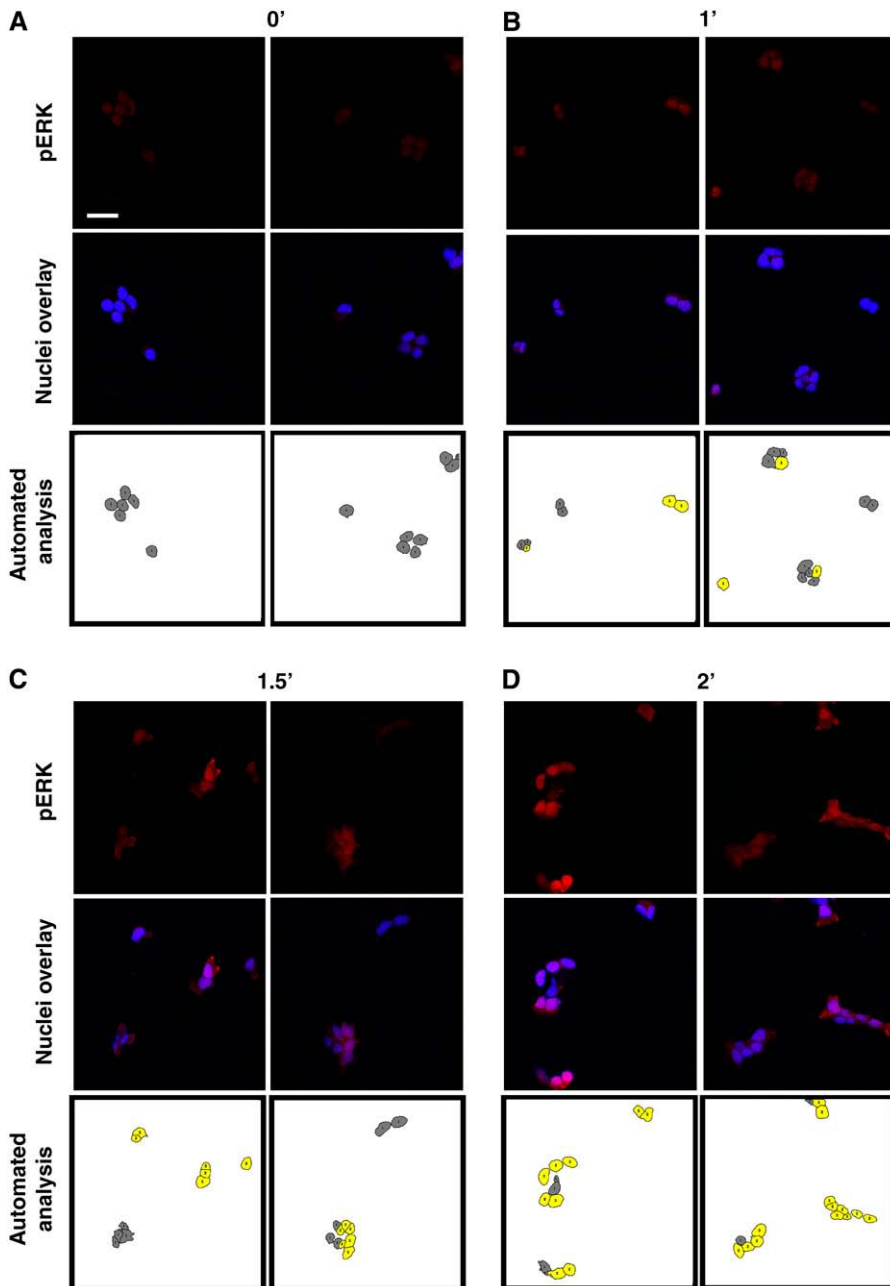 A
0’
B
1’
pERK
Nuclei overlay
Automated
analysis
C
1.5’
D
2’
pERK
Nuclei overlay
Automated
analysis